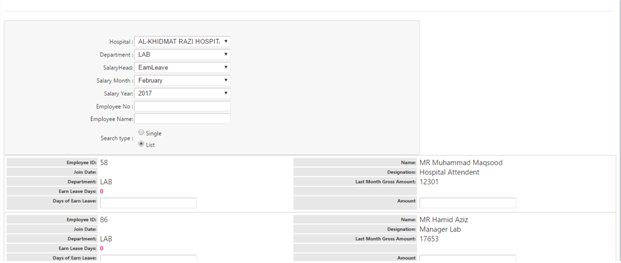 Hospital : AL-KHIDMAT RAZI HOSPIT.
Department : LAB
SalaryHead: EarnLeave
Salary Month : February
Salary Year: 2017
Employee No :
Employee Name:
Search type : Single
List
Employee ID: 58 Name: MR Muhammad Maqsood
Join Date: Designation: Hospital Attendent
Department: LAB Last Month Gross Amount: 12301
Earn Leave Days: 0
Days of Earn Leave: Amount
Employee ID: 86 Name: MR Hamid Aziz
Join Date: Designation: Manager Lab
Department: LAB Last Month Gross Amount: 17653
Earn Leave Days: 0
Days of Earn Leave: Amount